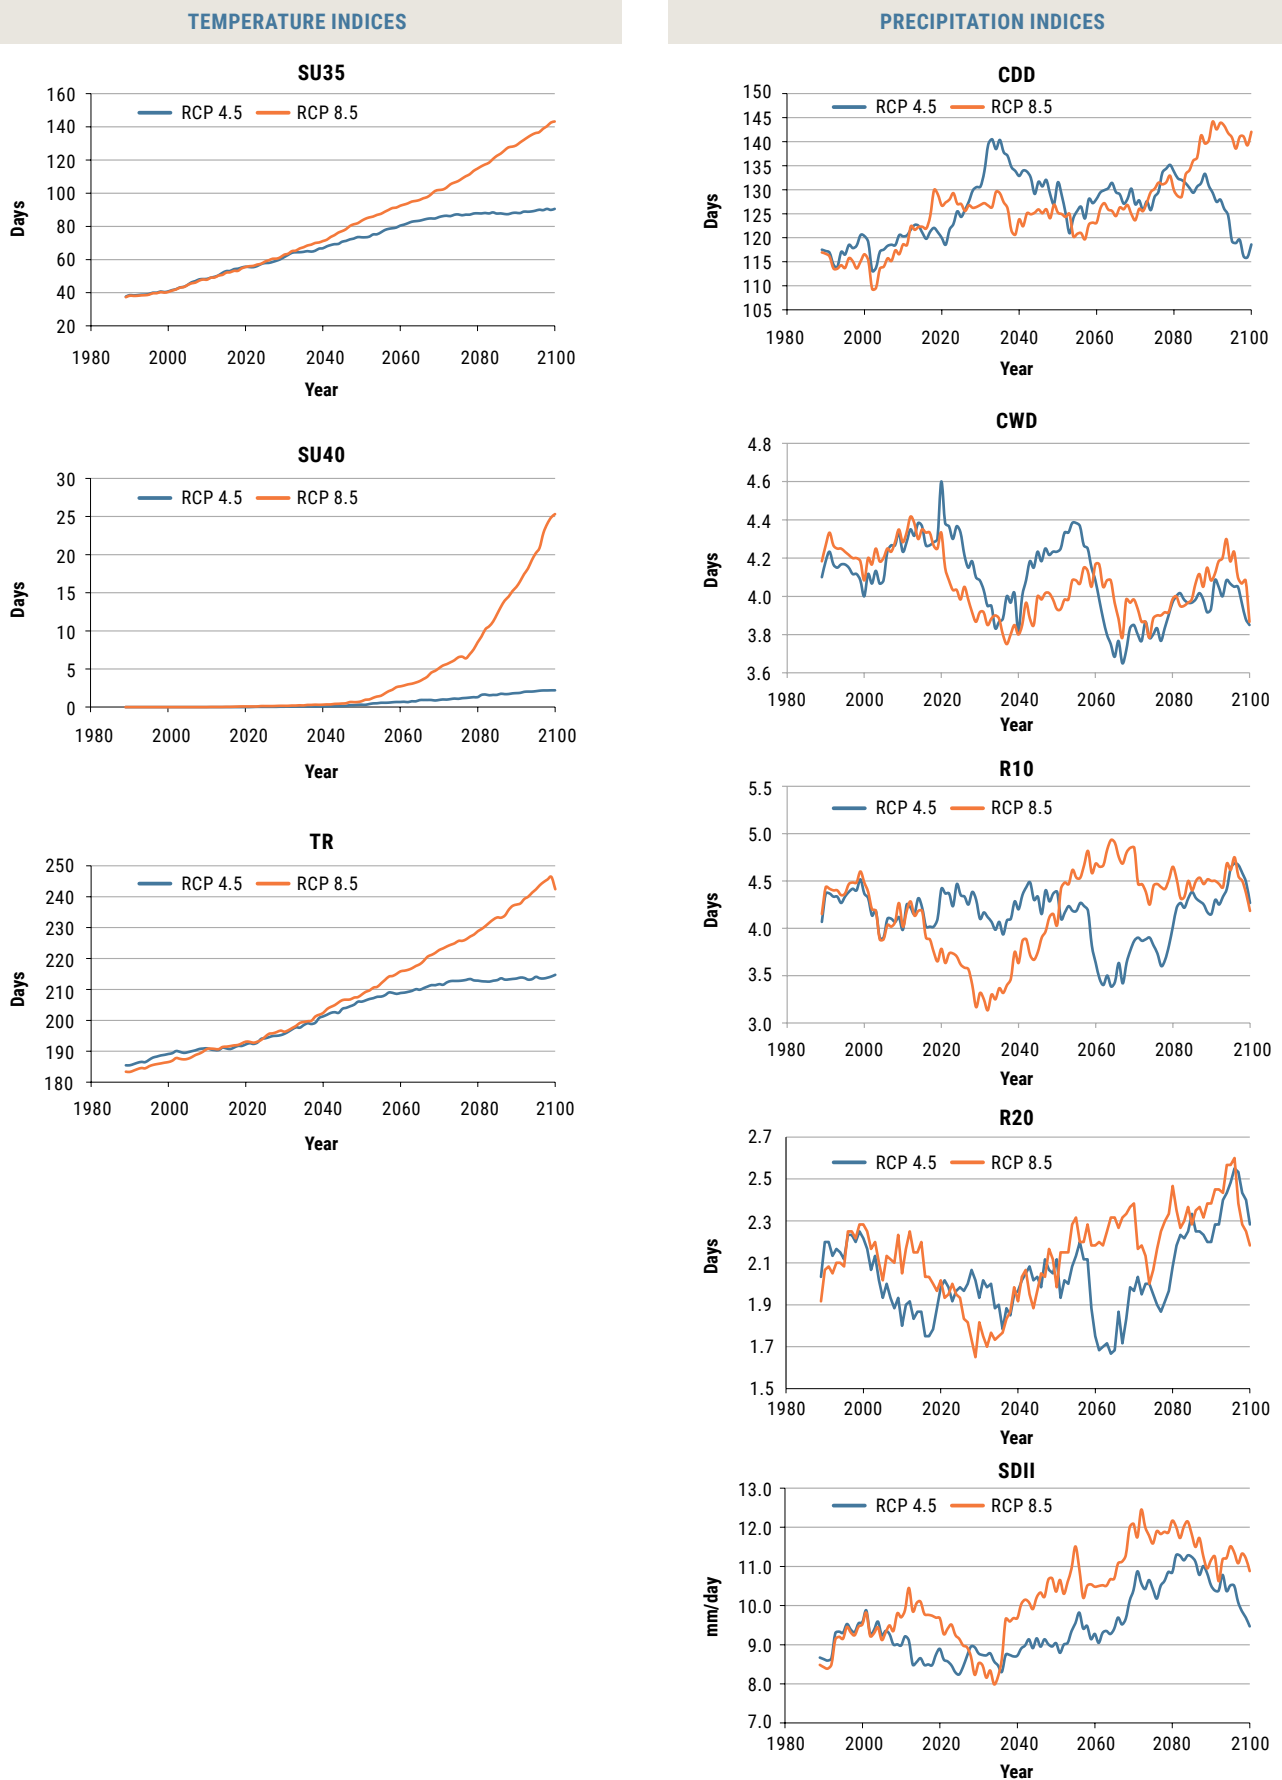 TEMPERATURE INDICES
SU35
160
140
120
100
80
60
40
20
Days
RCP 4.5 RCP 8.5
1980 2000 2020 2040 2060 2080 2100
Year
SU40
30
25
20
15
10
5
0
Days
RCP 4.5 RCP 8.5
1980 2000 2020 2040 2060 2080 2100
Year
TR
250
240
230
220
210
200
190
180
Days
RCP 4.5 RCP 8.5
1980 2000 2020 2040 2060 2080 2100
Year
PRECIPITATION INDICES
CDD
150
145
140
135
130
125
120
115
110
105
Days
RCP 4.5 RCP 8.5
1980 2000 2020 2040 2060 2080 2100
Year
CWD
4.8
4.6
4.4
4.2
4.0
3.8
3.6
Days
1980 2000 2020 2040 2060 2080 2100
Year
R10
5.5
5.0
4.5
4.0
3.5
3.0
Days
RCP 4.5 RCP 8.5
1980 2000 2020 2040 2060 2080 2100
Year
R20
2.7
2.5
2.3
2.1
1.9
1.7
1.5
Days
RCP 4.5 RCP 8.5
1980 2000 2020 2040 2060 2080 2100
Year
SDII
13.0
12.0
11.0
10.0
9.0
8.0
7.0
mm/day
RCP 4.5 RCP 8.5
1980 2000 2020 2040 2060 2080 2100
Year